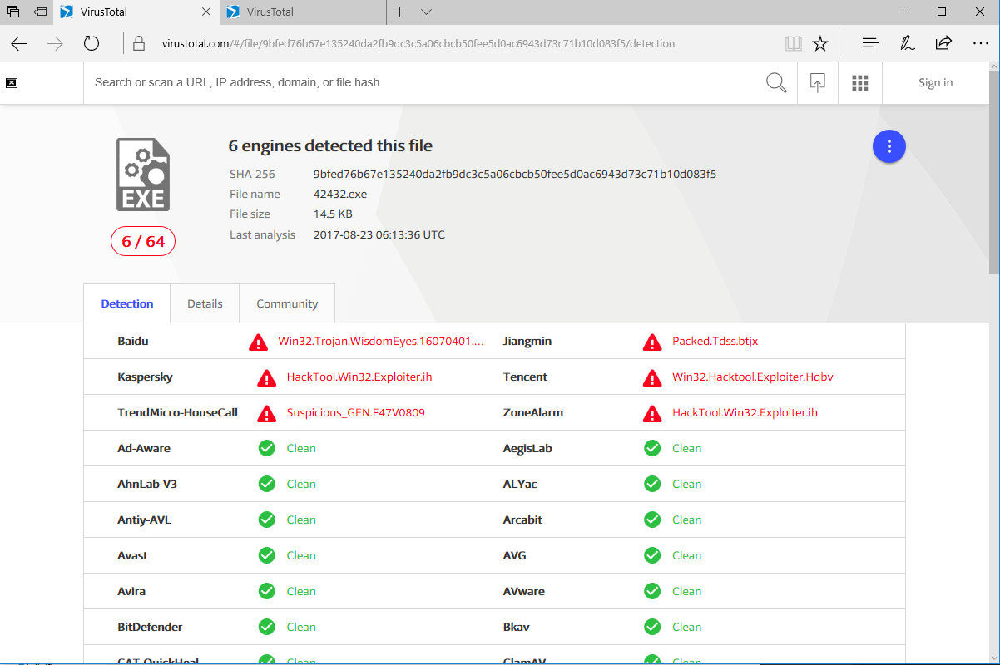 VirusTotal
VirusTotal
virustotal.com/#/file/9bfed76b67e135240da2fb9dc3c5a06cbcb50fee5d0ac6943d73c71b10d083f5/detection
Search or scan a URL, IP address, domain, or file hash
Sign in
EXE
6 / 64
6 engines detected this file
SHA-256 9bfed76b67e135240da2fb9dc3c5a06cbcb50fee5d0ac6943d73c71b10d083f5
File name 42432.exe
File size 14.5 KB
Last analysis 2017-08-23 06:13:36 UTC
Detection Details Community
Baidu Win32.Trojan.WisdomEyes.16070401.... Jiangmin Packed.Tdss.btjx
Kaspersky HackTool.Win32.Exploiter.ih Tencent Win32.Hacktool.Exploiter.Hqbv
TrendMicro-HouseCall Suspicious_GEN.F47V0809 ZoneAlarm HackTool.Win32.Exploiter.ih
Ad-Aware Clean AegisLab Clean
AhnLab-V3 Clean ALYac Clean
Antiy-AVL Clean Arcabit Clean
Avast Clean AVG Clean
Avira Clean AVware Clean
BitDefender Clean Bkav Clean
CAT-QuickHeal Clean ClamAV Clean